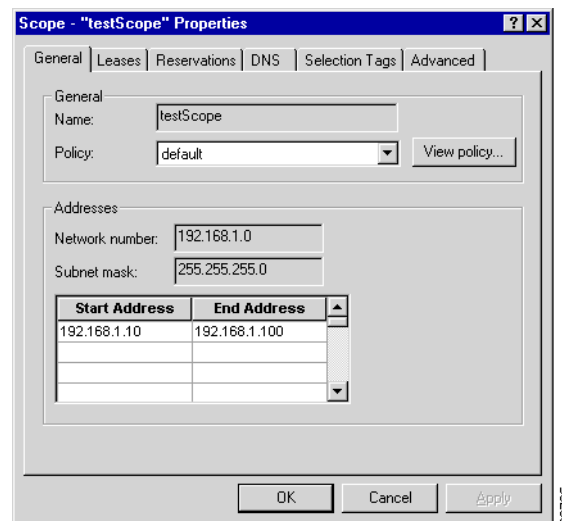 Scope - "testScope" Properties
General Leases Reservations DNS Selection Tags Advanced
General
Name: testScope
Policy: default View policy...
Addresses
Network number: 192.168.1.0
Subnet mask: 255.255.255.0
Start Address End Address
192.168.1.10 192.168.1.100
OK Cancel Apply